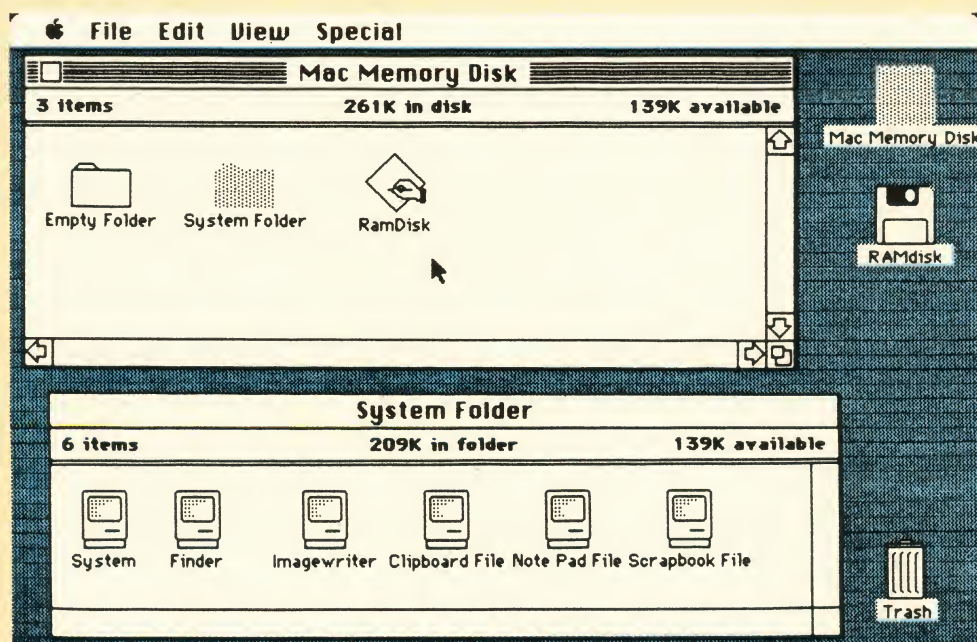 File Edit View Special
Mac Memory Disk
3 items 261K in disk 139K available
Mac Memory Disk
Empty Folder System Folder RamDisk
RAMdisk
System Folder
6 items 209K in folder 139K available
System Finder Imagewriter Clipboard File Note Pad File Scrapbook File
Trash